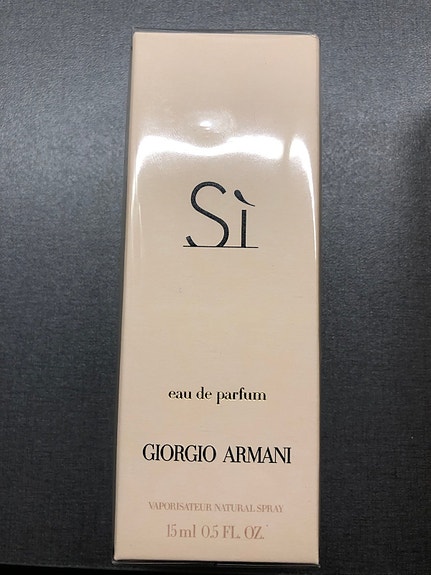 Sì
eau de parfum
GIORGIO ARMANI
VAPORISATEUR NATURAL SPRAY
15 ml 0.5 FL. OZ.